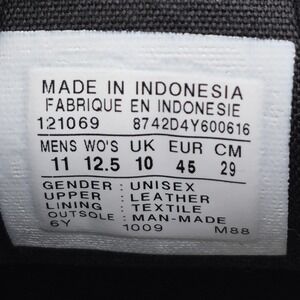 MADE IN INDONESIA
FABRIQUE EN INDONESIE
121069 8742D4Y600616
MENS WO'S UK EUR CM
11 12.5 10 45 29
GENDER : UNISEX
UPPER : LEATHER
LINING : TEXTILE
OUTSOLE : MAN-MADE
6Y 1009 M88